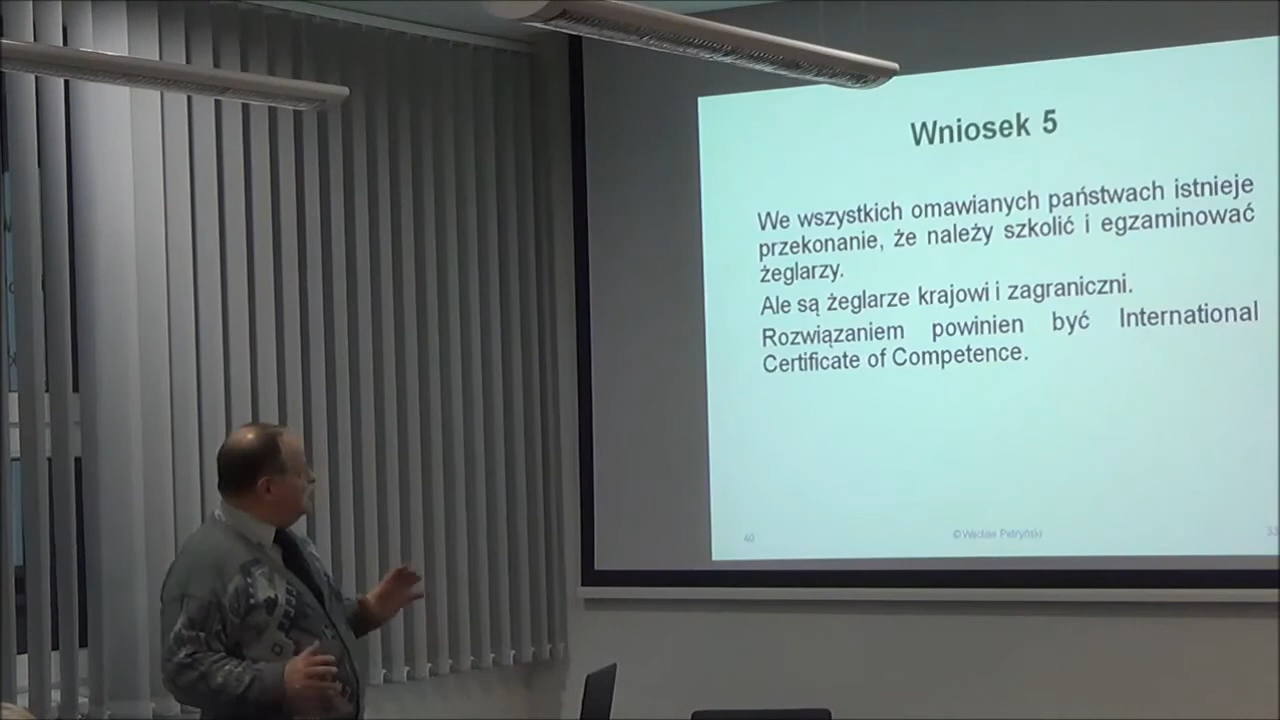 Wniosek 5
We wszystkich omawianych państwach istnieje
przekonanie, że należy szkolić i egzaminować
żeglarzy.
Ale są żeglarze krajowi i zagraniczni.
Rozwiązaniem powinien być International
Certificate of Competence.
40
©Wacław Petryński